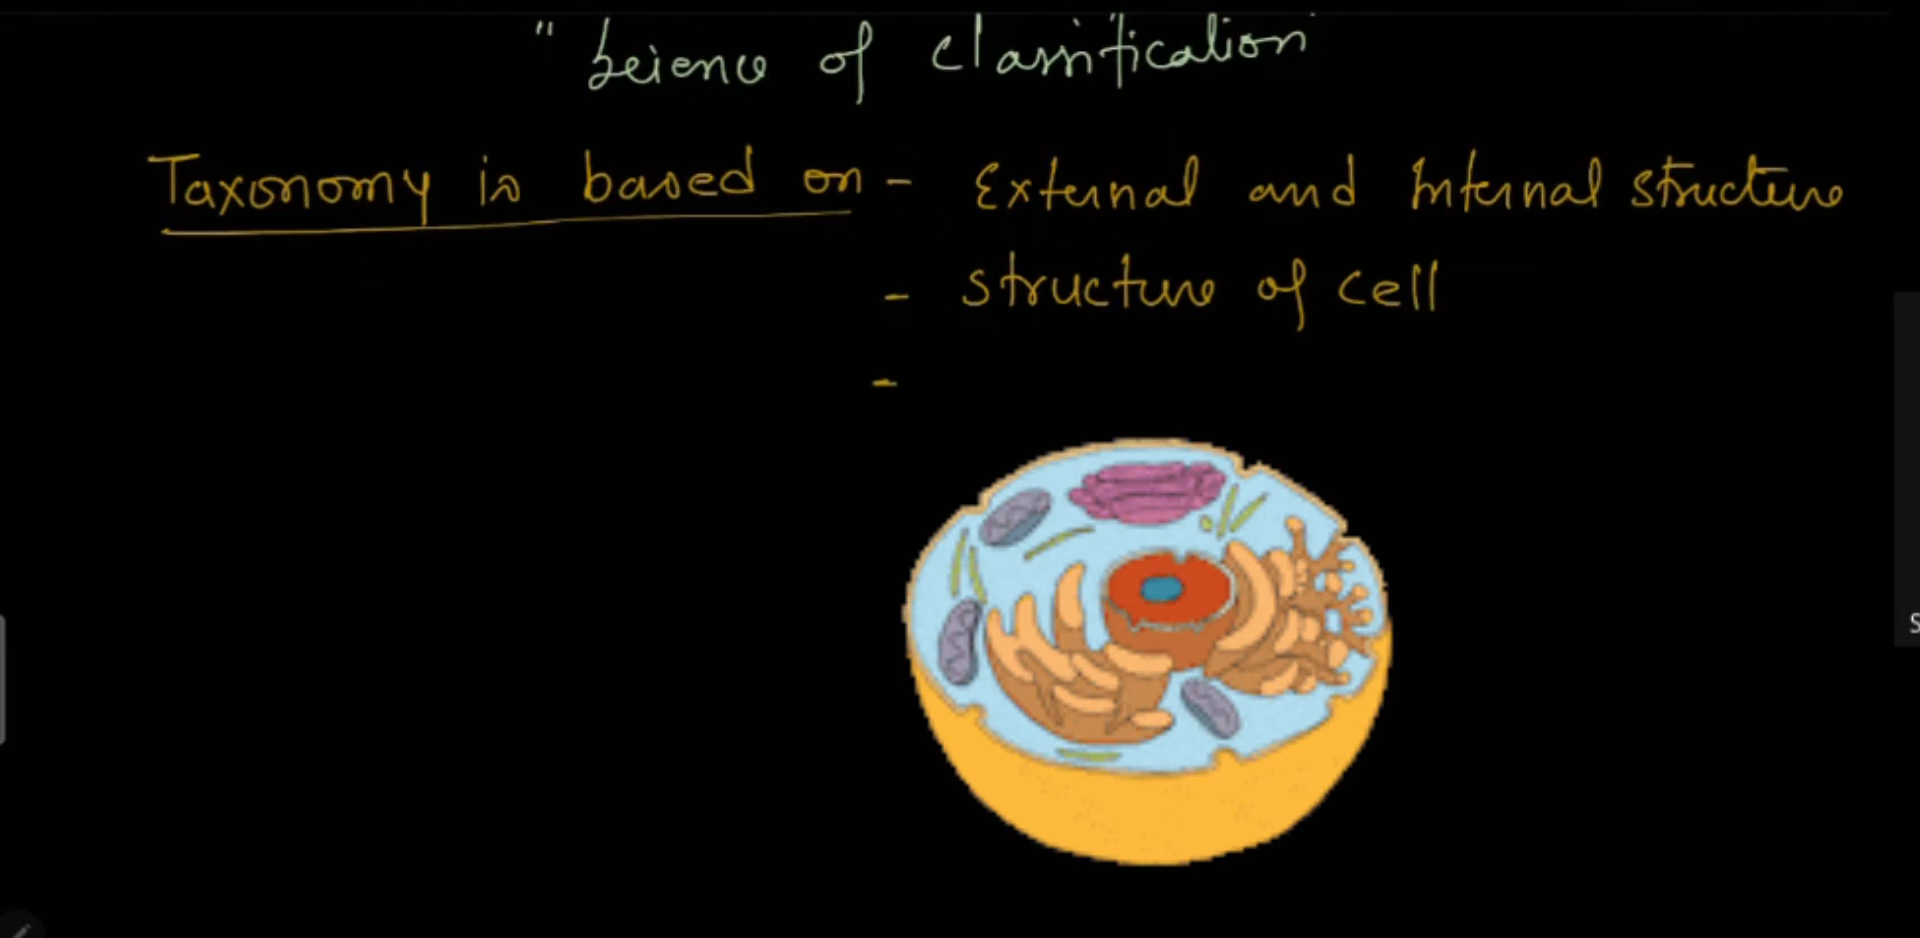 " Science of classification
Taxonomy is based on - External and Internal structure
- structure of cell
-
S